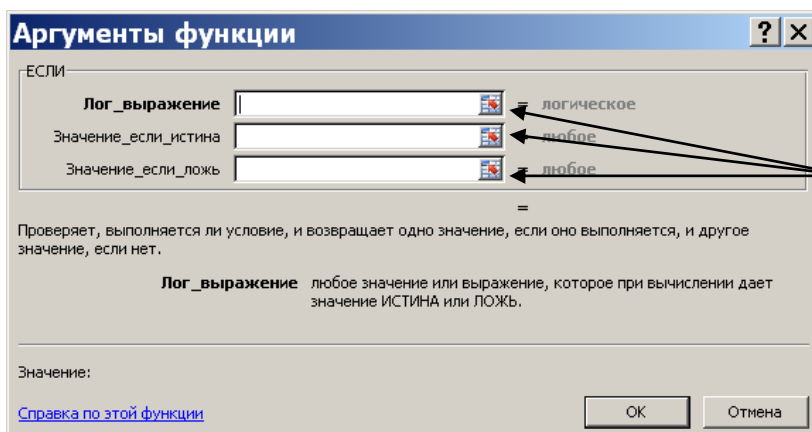 Аргументы функции
ЕСЛИ
Лог_выражение = логическое
Значение_если_истина = любое
Значение_если_ложь = любое
=
Проверяет, выполняется ли условие, и возвращает одно значение, если оно выполняется, и другое
значение, если нет.
Лог_выражение любое значение или выражение, которое при вычислении дает
значение ИСТИНА или ЛОЖЬ.
Значение:
Справка по этой функции ОК Отмена